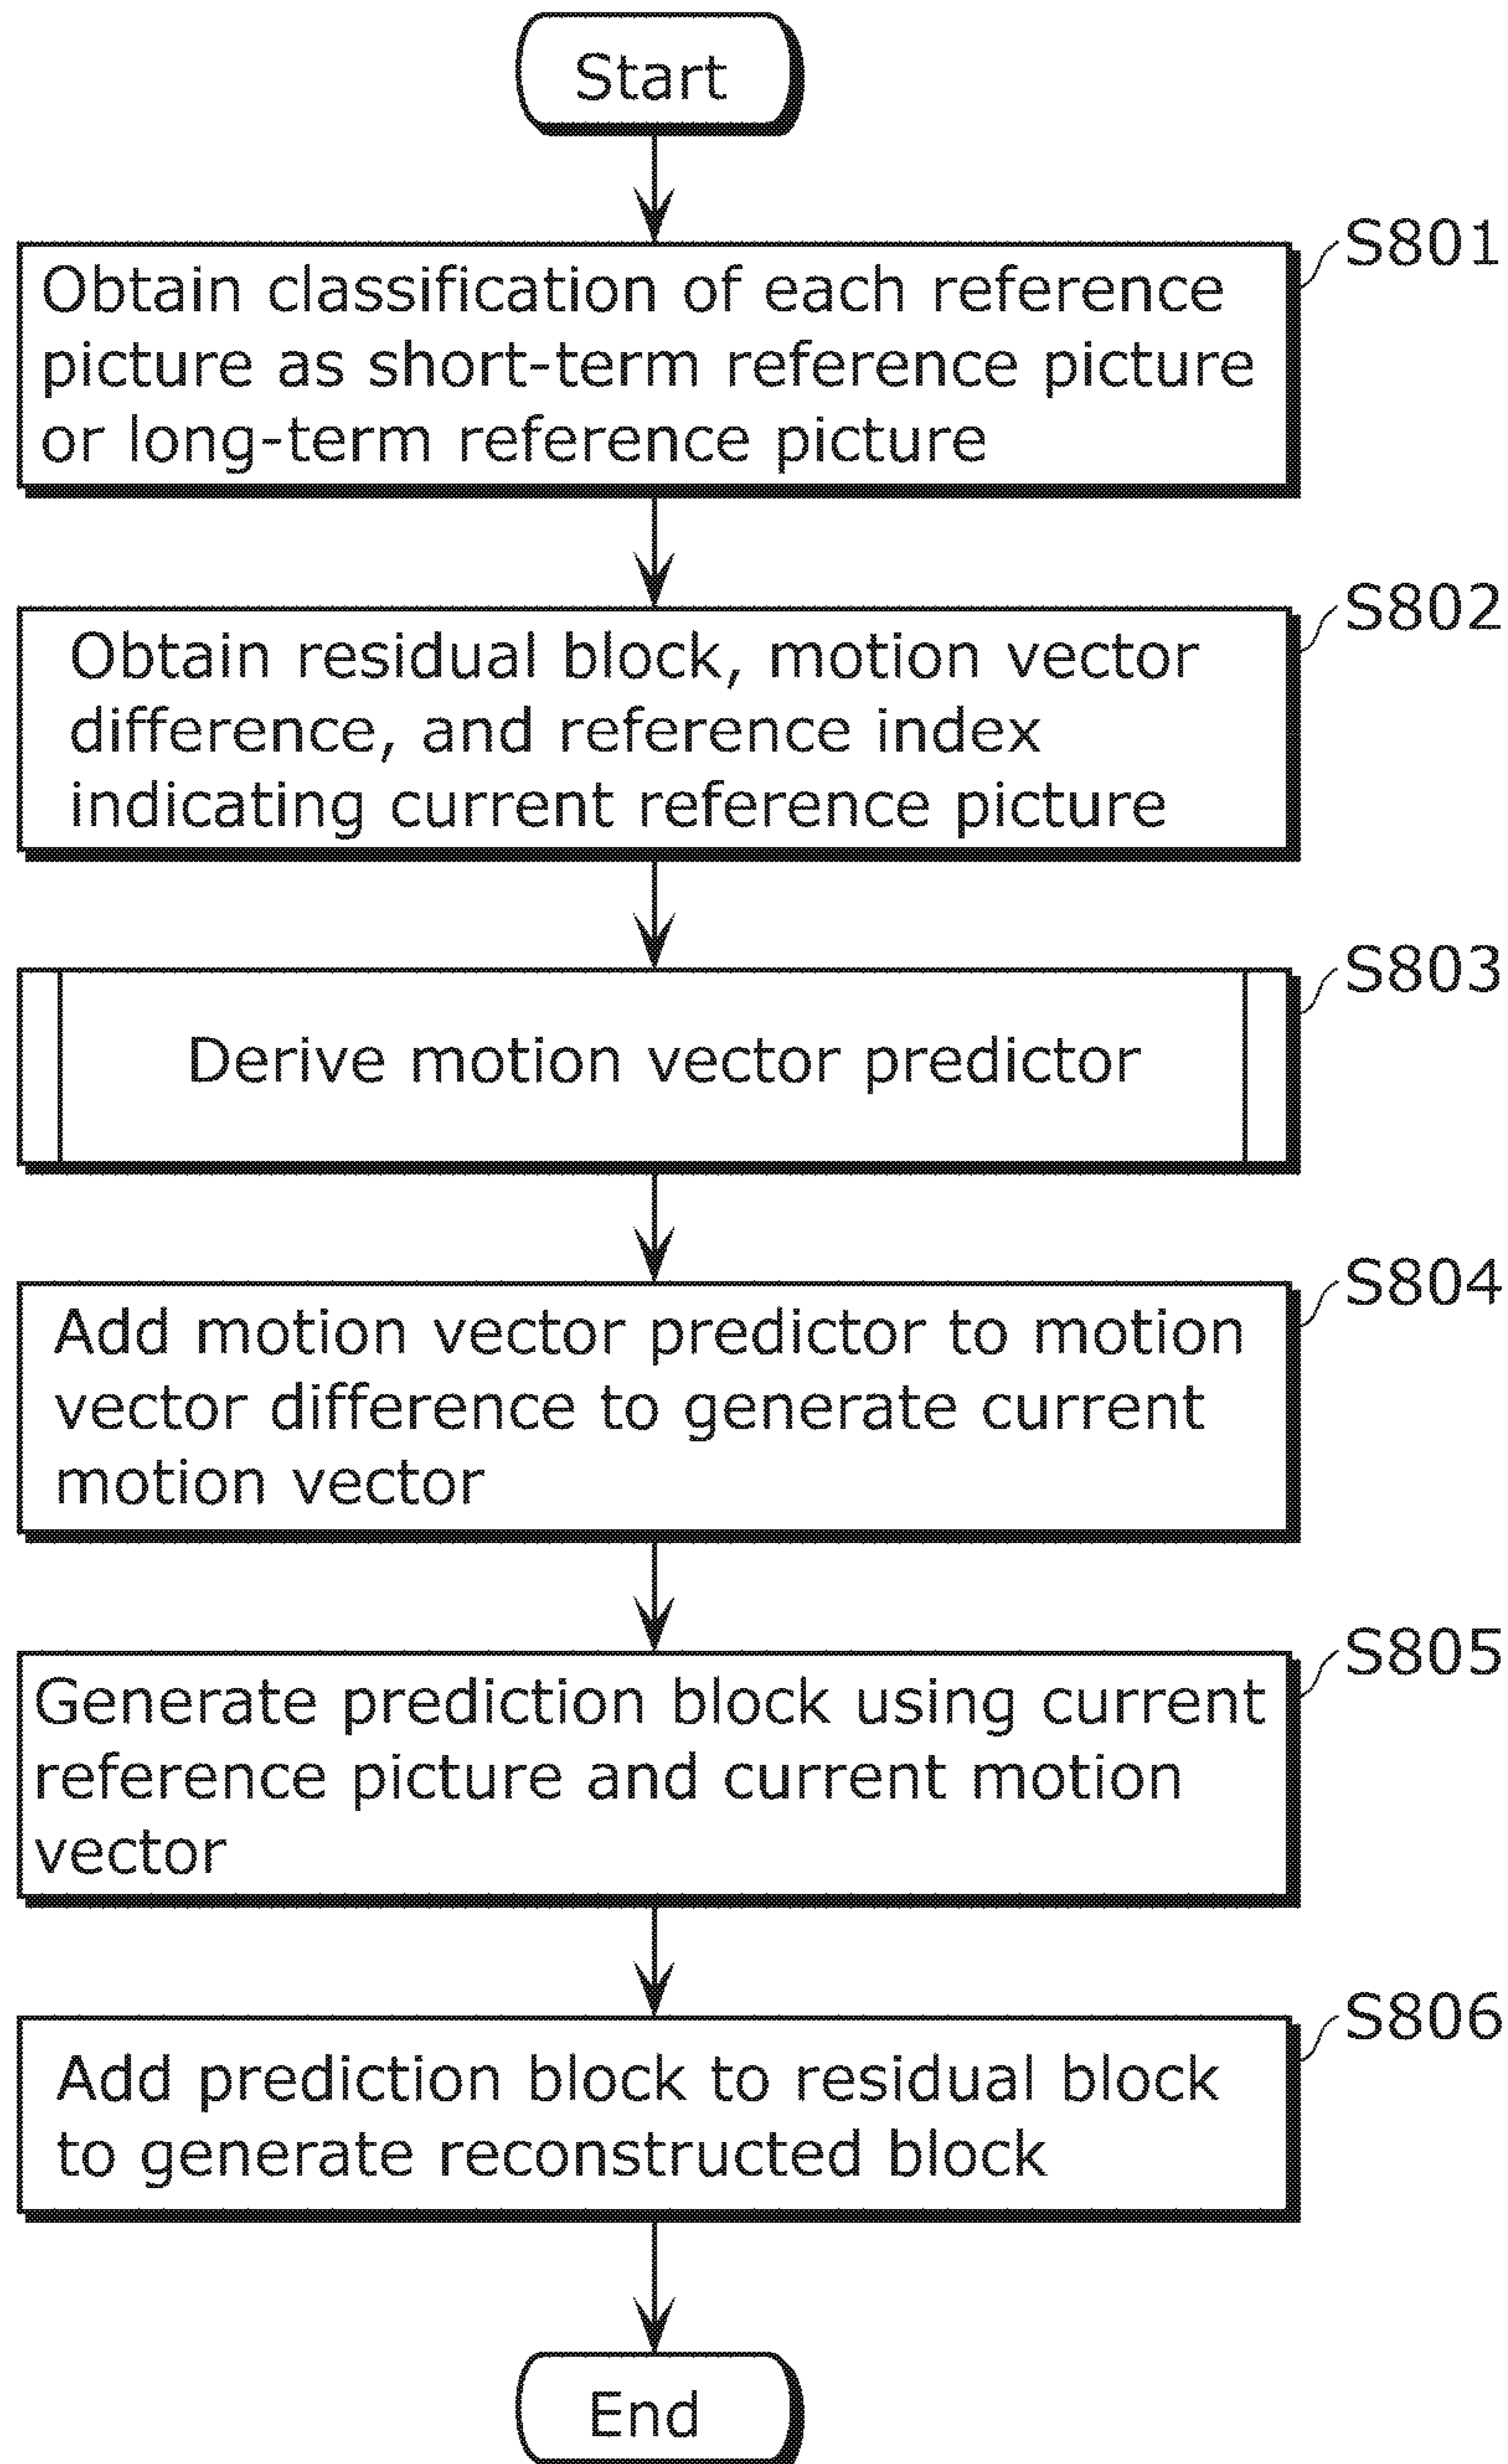 Start
S801
Obtain classification of each reference
picture as short-term reference picture
or long-term reference picture
S802
Obtain residual block, motion vector
difference, and reference index
indicating current reference picture
S803
Derive motion vector predictor
S804
Add motion vector predictor to motion
vector difference to generate current
motion vector
S805
Generate prediction block using current
reference picture and current motion
vector
S806
Add prediction block to residual block
to generate reconstructed block
End